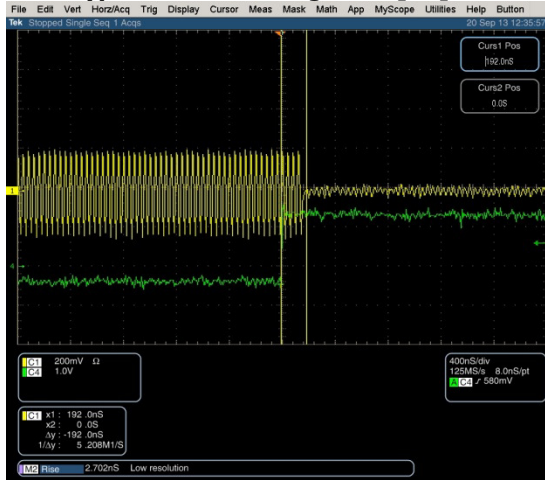 File Edit Vert Horz/Acq Trig Display Cursor Meas Mask Math App MyScope Utilities Help Button
Tek Stopped Single Seq 1 Acqs 20 Sep 13 12:35:57
Curs1 Pos
192.0nS
Curs2 Pos
0.0S
1
4
C1 200mV Ω
C4 1.0V
400nS/div
125MS/s 8.0nS/pt
A C4 / 580mV
C1 x1: 192.0nS
x2: 0.0S
Δy: -192.0nS
1/Δy: 5.208M1/S
M2 Rise 2.702nS Low resolution